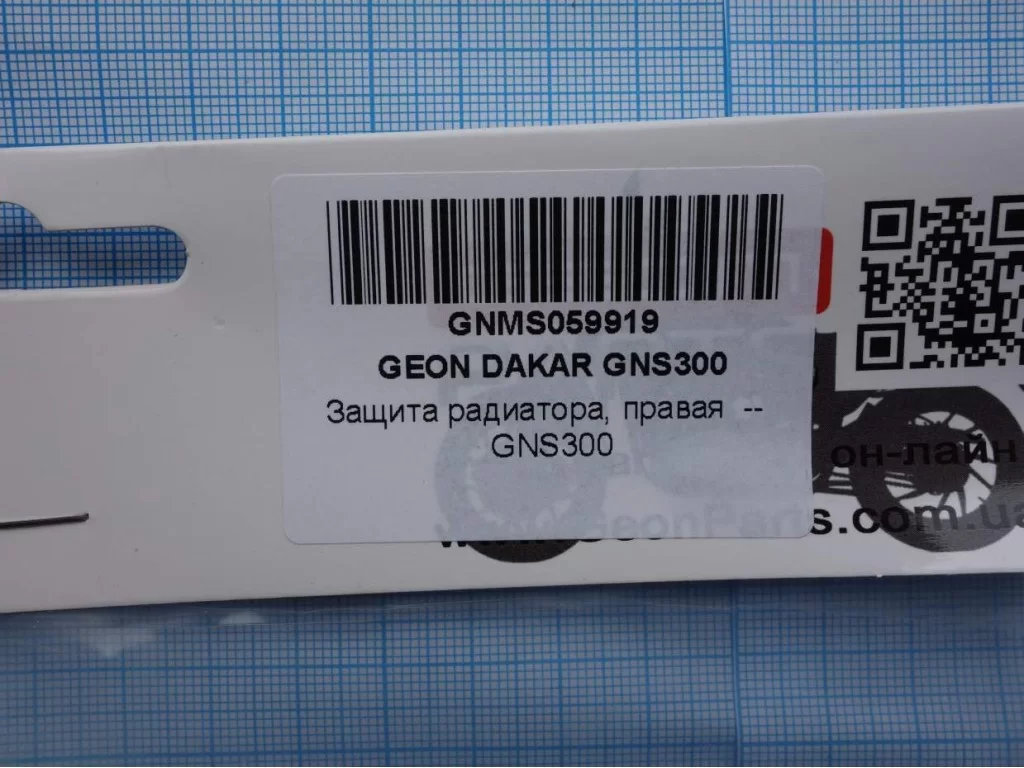 GNMS059919
GEON DAKAR GNS300
Защита радиатора, правая --
GNS300
он-лайн
s.com.ua